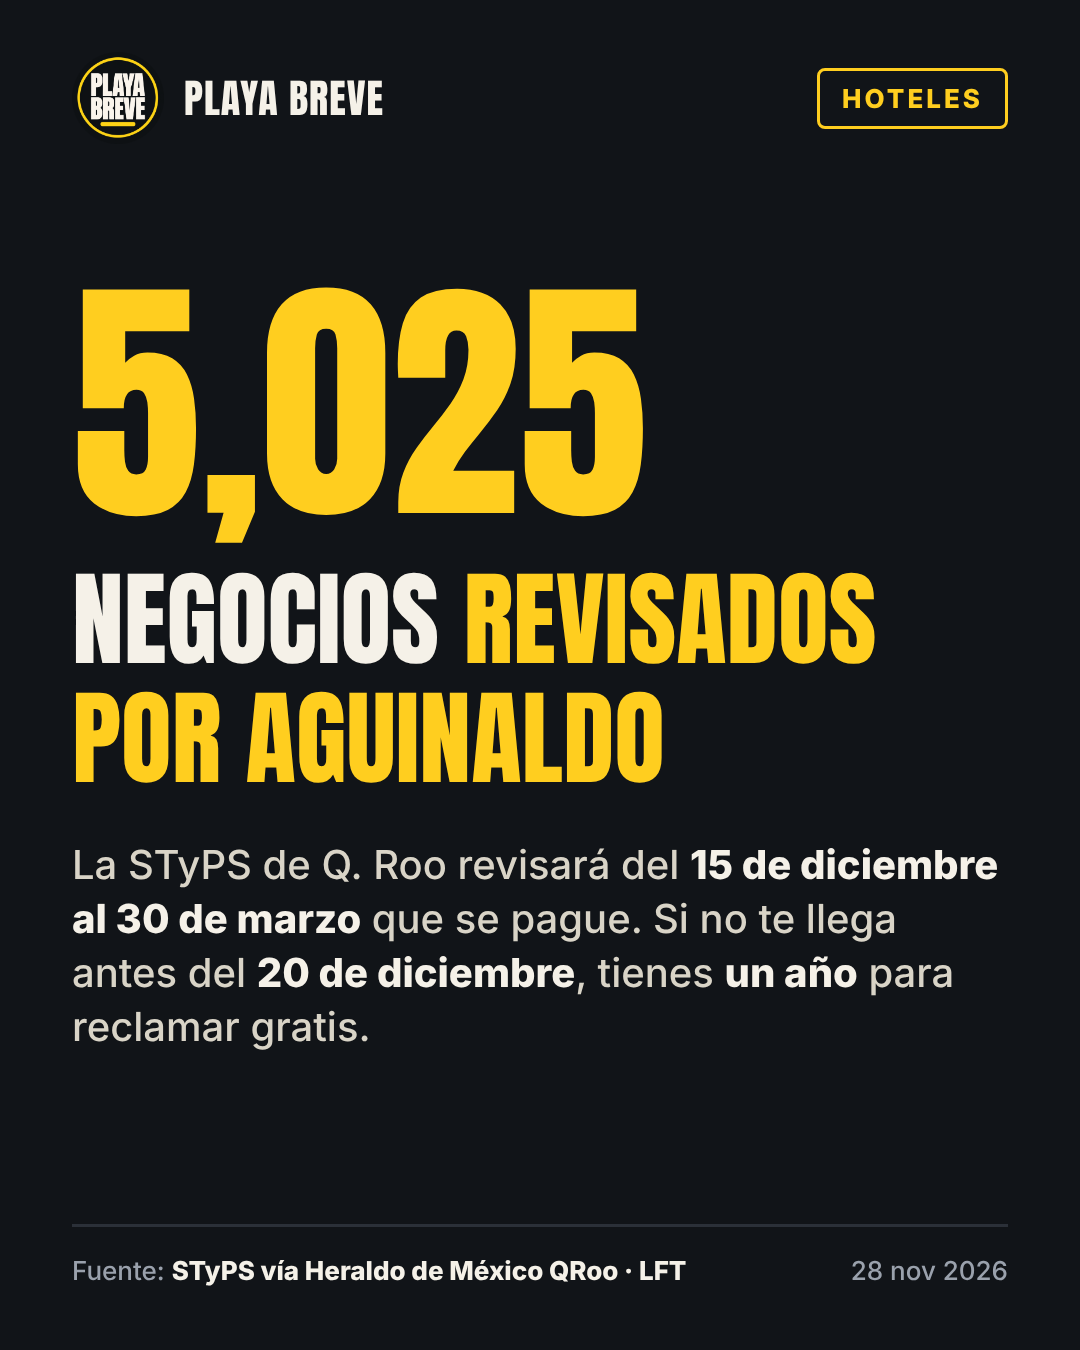 PLAYA
BREVE
PLAYA BREVE
HOTELES
5,025
NEGOCIOS REVISADOS
POR AGUINALDO
La STyPS de Q. Roo revisará del 15 de diciembre
al 30 de marzo que se pague. Si no te llega
antes del 20 de diciembre, tienes un año para
reclamar gratis.
Fuente: STyPS vía Heraldo de México QRoo · LFT
28 nov 2026